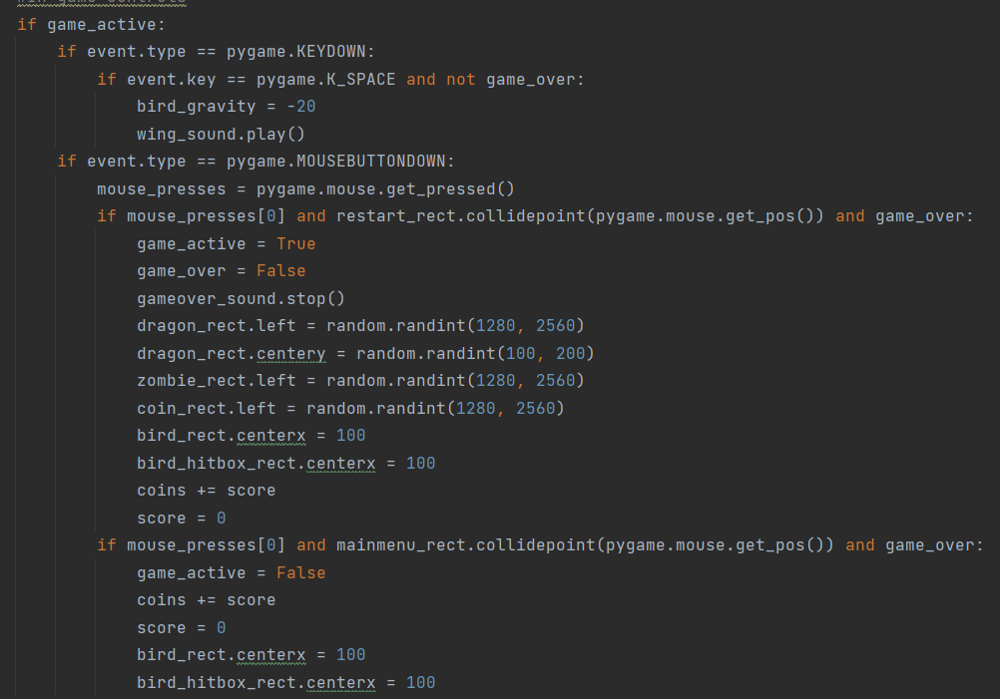 if game_active:
    if event.type == pygame.KEYDOWN:
        if event.key == pygame.K_SPACE and not game_over:
            bird_gravity = -20
            wing_sound.play()
    if event.type == pygame.MOUSEBUTTONDOWN:
        mouse_presses = pygame.mouse.get_pressed()
        if mouse_presses[0] and restart_rect.collidepoint(pygame.mouse.get_pos()) and game_over:
            game_active = True
            game_over = False
            gameover_sound.stop()
            dragon_rect.left = random.randint(1280, 2560)
            dragon_rect.centery = random.randint(100, 200)
            zombie_rect.left = random.randint(1280, 2560)
            coin_rect.left = random.randint(1280, 2560)
            bird_rect.centerx = 100
            bird_hitbox_rect.centerx = 100
            coins += score
            score = 0
        if mouse_presses[0] and mainmenu_rect.collidepoint(pygame.mouse.get_pos()) and game_over:
            game_active = False
            coins += score
            score = 0
            bird_rect.centerx = 100
            bird_hitbox_rect.centerx = 100